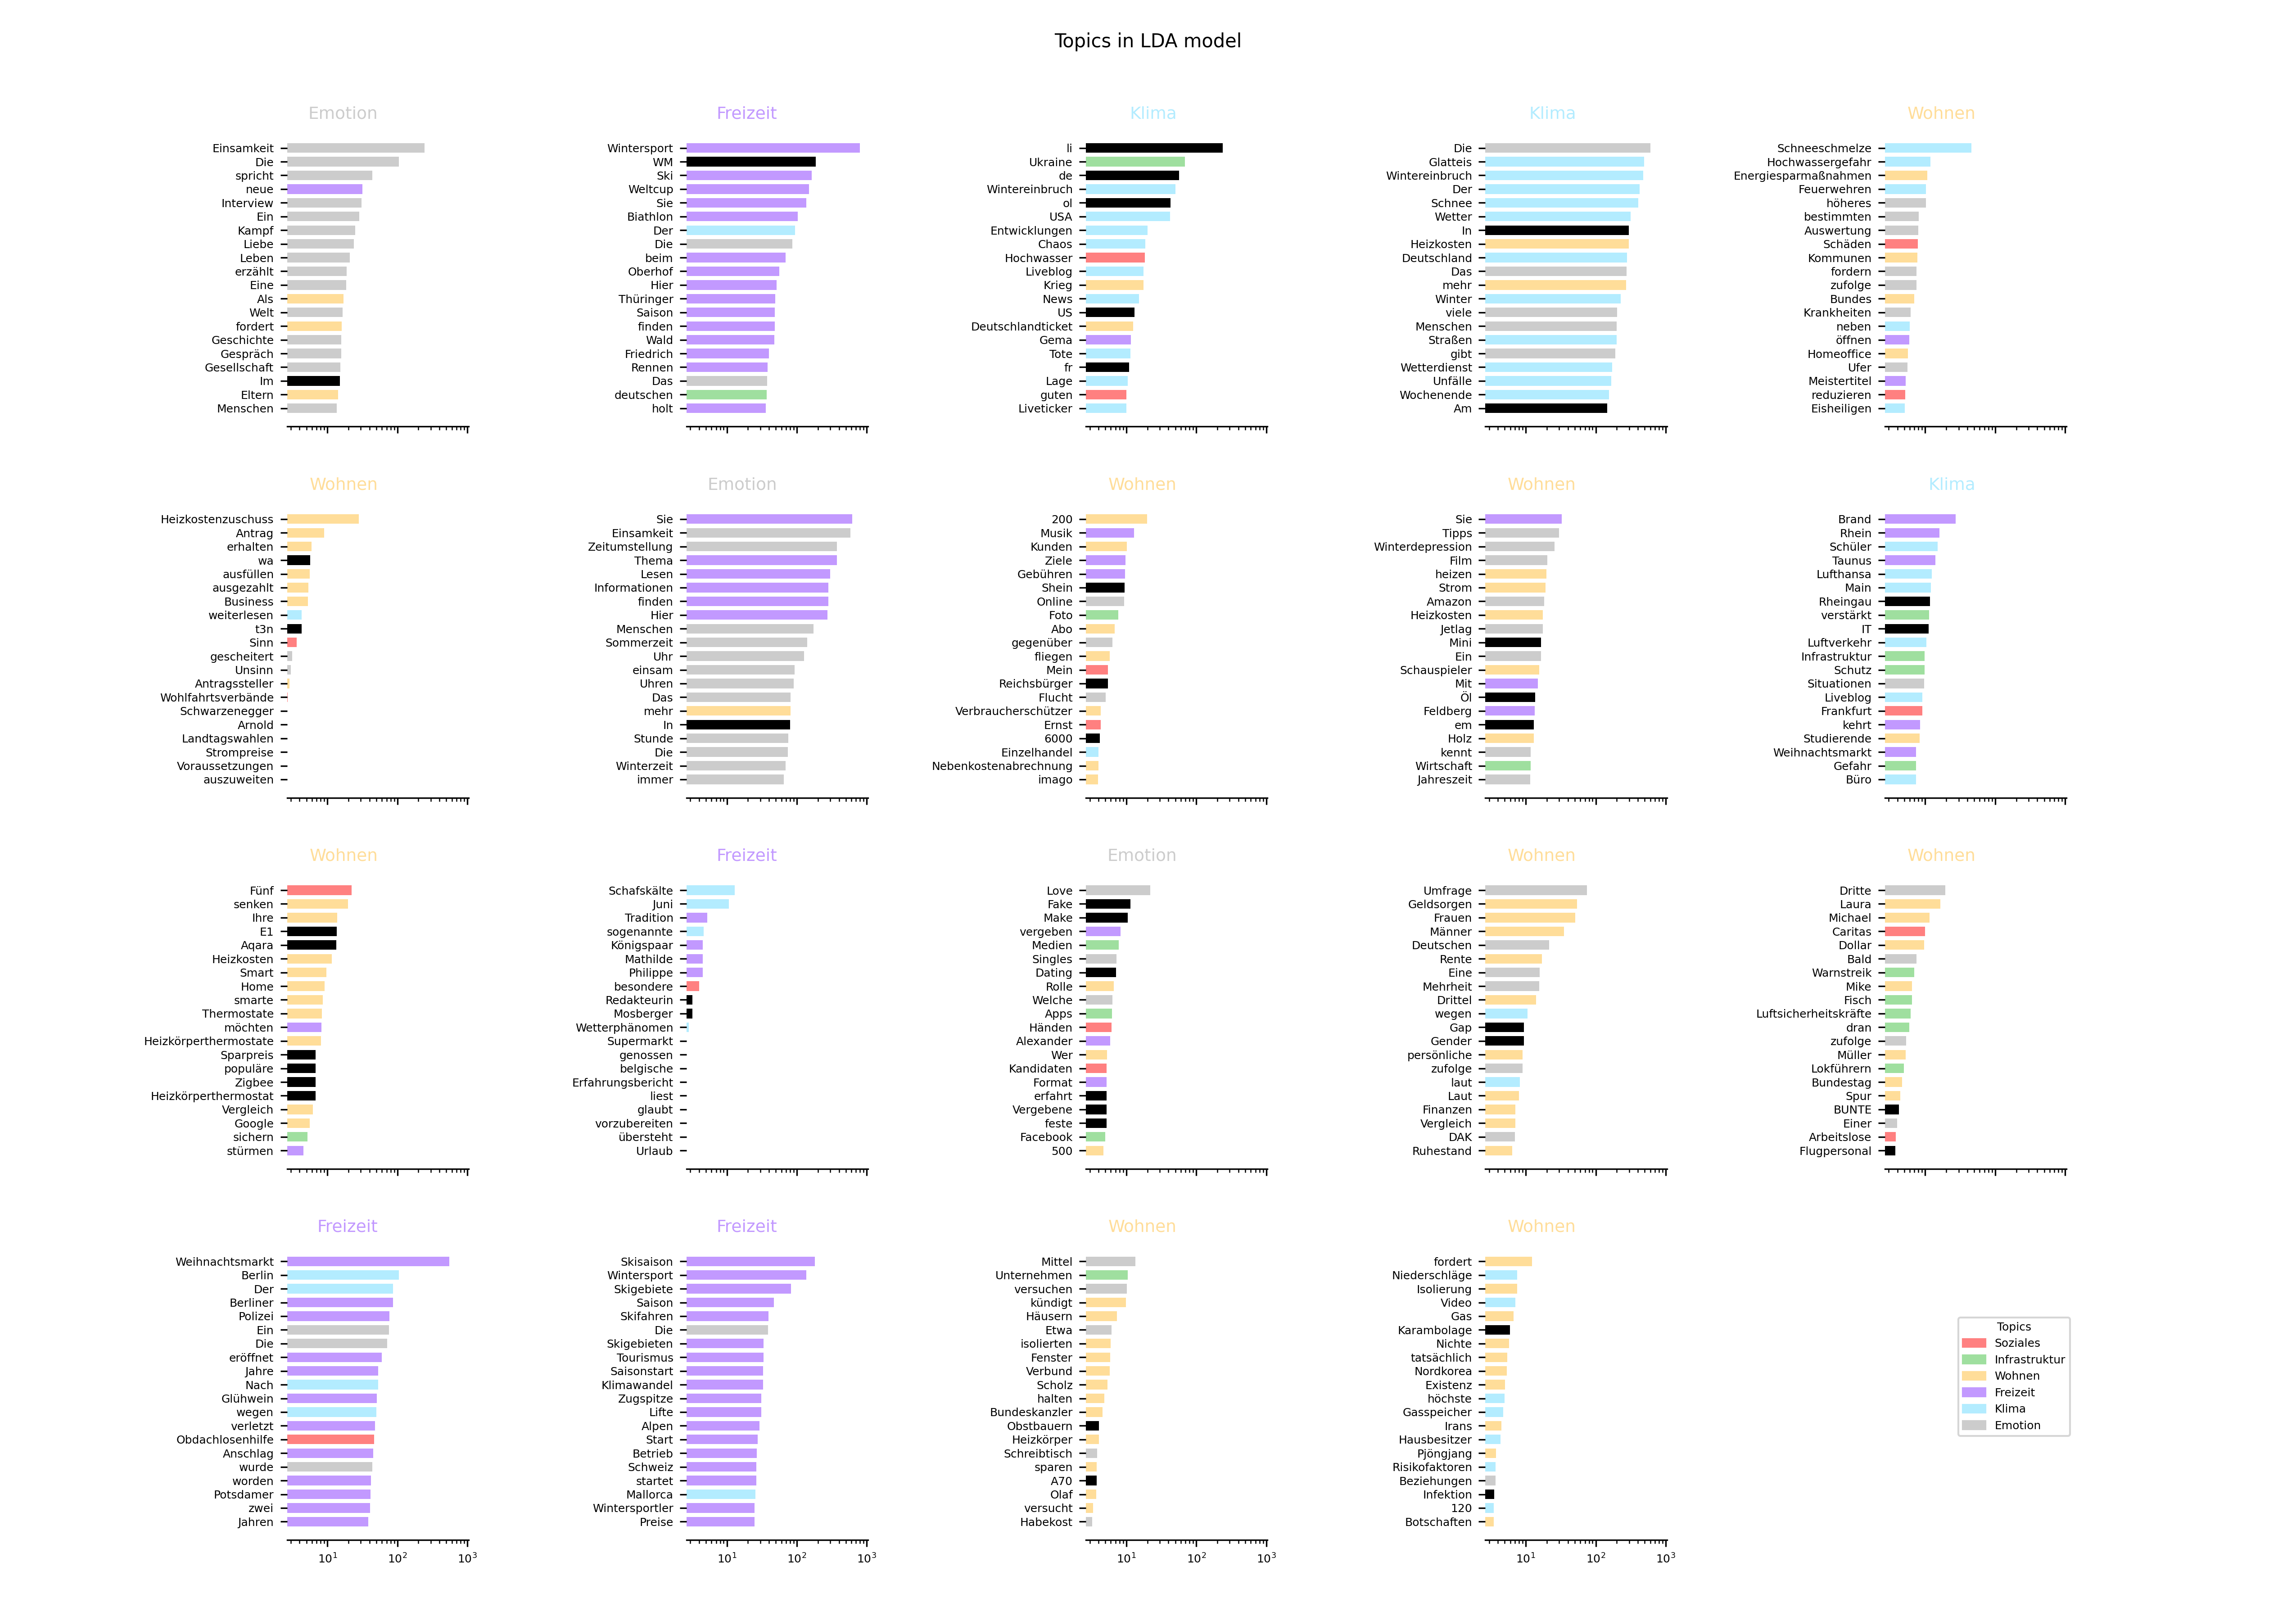 Topics in LDA model
Emotion
Einsamkeit
Die
spricht
neue
Interview
Ein
Kampf
Liebe
Leben
erzählt
Eine
Als
Welt
fordert
Geschichte
Gespräch
Gesellschaft
Im
Eltern
Menschen
Freizeit
Wintersport
WM
Ski
Weltcup
Sie
Biathlon
Der
Die
beim
Oberhof
Hier
Thüringer
Saison
finden
Wald
Friedrich
Rennen
Das
deutschen
holt
Klima
li
Ukraine
de
Wintereinbruch
ol
USA
Entwicklungen
Chaos
Hochwasser
Liveblog
Krieg
News
US
Deutschlandticket
Gema
Tote
fr
Lage
guten
Liveticker
Klima
Die
Glatteis
Wintereinbruch
Der
Schnee
Wetter
In
Heizkosten
Deutschland
Das
mehr
Winter
viele
Menschen
Straßen
gibt
Wetterdienst
Unfälle
Wochenende
Am
Wohnen
Schneeschmelze
Hochwassergefahr
Energiesparmaßnahmen
Feuerwehren
höheres
bestimmten
Auswertung
Schäden
Kommunen
fordern
zufolge
Bundes
Krankheiten
neben
öffnen
Homeoffice
Ufer
Meistertitel
reduzieren
Eisheiligen
Wohnen
Heizkostenzuschuss
Antrag
erhalten
wa
ausfüllen
ausgezahlt
Business
weiterlesen
t3n
Sinn
gescheitert
Unsinn
Antragssteller
Wohlfahrtsverbände
Schwarzenegger
Arnold
Landtagswahlen
Strompreise
Voraussetzungen
auszuweiten
Emotion
Sie
Einsamkeit
Zeitumstellung
Thema
Lesen
Informationen
finden
Hier
Menschen
Sommerzeit
Uhr
einsam
Uhren
Das
mehr
In
Stunde
Die
Winterzeit
immer
Wohnen
200
Musik
Kunden
Ziele
Gebühren
Shein
Online
Foto
Abo
gegenüber
fliegen
Mein
Reichsbürger
Flucht
Verbraucherschützer
Ernst
6000
Einzelhandel
Nebenkostenabrechnung
imago
Wohnen
Sie
Tipps
Winterdepression
Film
heizen
Strom
Amazon
Heizkosten
Jetlag
Mini
Ein
Schauspieler
Mit
Öl
Feldberg
em
Holz
kennt
Wirtschaft
Jahreszeit
Klima
Brand
Rhein
Schüler
Taunus
Lufthansa
Main
Rheingau
verstärkt
IT
Luftverkehr
Infrastruktur
Schutz
Situationen
Liveblog
Frankfurt
kehrt
Studierende
Weihnachtsmarkt
Gefahr
Büro
Wohnen
Fünf
senken
Ihre
E1
Aqara
Heizkosten
Smart
Home
smarte
Thermostate
möchten
Heizkörperthermostate
Sparpreis
populäre
Zigbee
Heizkörperthermostat
Vergleich
Google
sichern
stürmen
Freizeit
Schafskälte
Juni
Tradition
sogenannte
Königspaar
Mathilde
Philippe
besondere
Redakteurin
Mosberger
Wetterphänomen
Supermarkt
genossen
belgische
Erfahrungsbericht
liest
glaubt
vorzubereiten
übersteht
Urlaub
Emotion
Love
Fake
Make
vergeben
Medien
Singles
Dating
Rolle
Welche
Apps
Händen
Alexander
Wer
Kandidaten
Format
erfahrt
Vergebene
feste
Facebook
500
Wohnen
Umfrage
Geldsorgen
Frauen
Männer
Deutschen
Rente
Eine
Mehrheit
Drittel
wegen
Gap
Gender
persönliche
zufolge
laut
Laut
Finanzen
Vergleich
DAK
Ruhestand
Wohnen
Dritte
Laura
Michael
Caritas
Dollar
Bald
Warnstreik
Mike
Fisch
Luftsicherheitskräfte
dran
zufolge
Müller
Lokführern
Bundestag
Spur
BUNTE
Einer
Arbeitslose
Flugpersonal
Freizeit
Weihnachtsmarkt
Berlin
Der
Berliner
Polizei
Ein
Die
eröffnet
Jahre
Nach
Glühwein
wegen
verletzt
Obdachlosenhilfe
Anschlag
wurde
worden
Potsdamer
zwei
Jahren
10¹ 10² 10³
Freizeit
Skisaison
Wintersport
Skigebiete
Saison
Skifahren
Die
Skigebieten
Tourismus
Saisonstart
Klimawandel
Zugspitze
Lifte
Alpen
Start
Betrieb
Schweiz
startet
Mallorca
Wintersportler
Preise
10¹ 10² 10³
Wohnen
Mittel
Unternehmen
versuchen
kündigt
Häusern
Etwa
isolierten
Fenster
Verbund
Scholz
halten
Bundeskanzler
Obstbauern
Heizkörper
Schreibtisch
sparen
A70
Olaf
versucht
Habekost
10¹ 10² 10³
Wohnen
fordert
Niederschläge
Isolierung
Video
Gas
Karambolage
Nichte
tatsächlich
Nordkorea
Existenz
höchste
Gasspeicher
Irans
Hausbesitzer
Pjöngjang
Risikofaktoren
Beziehungen
Infektion
120
Botschaften
10¹ 10² 10³
Topics
Soziales
Infrastruktur
Wohnen
Freizeit
Klima
Emotion